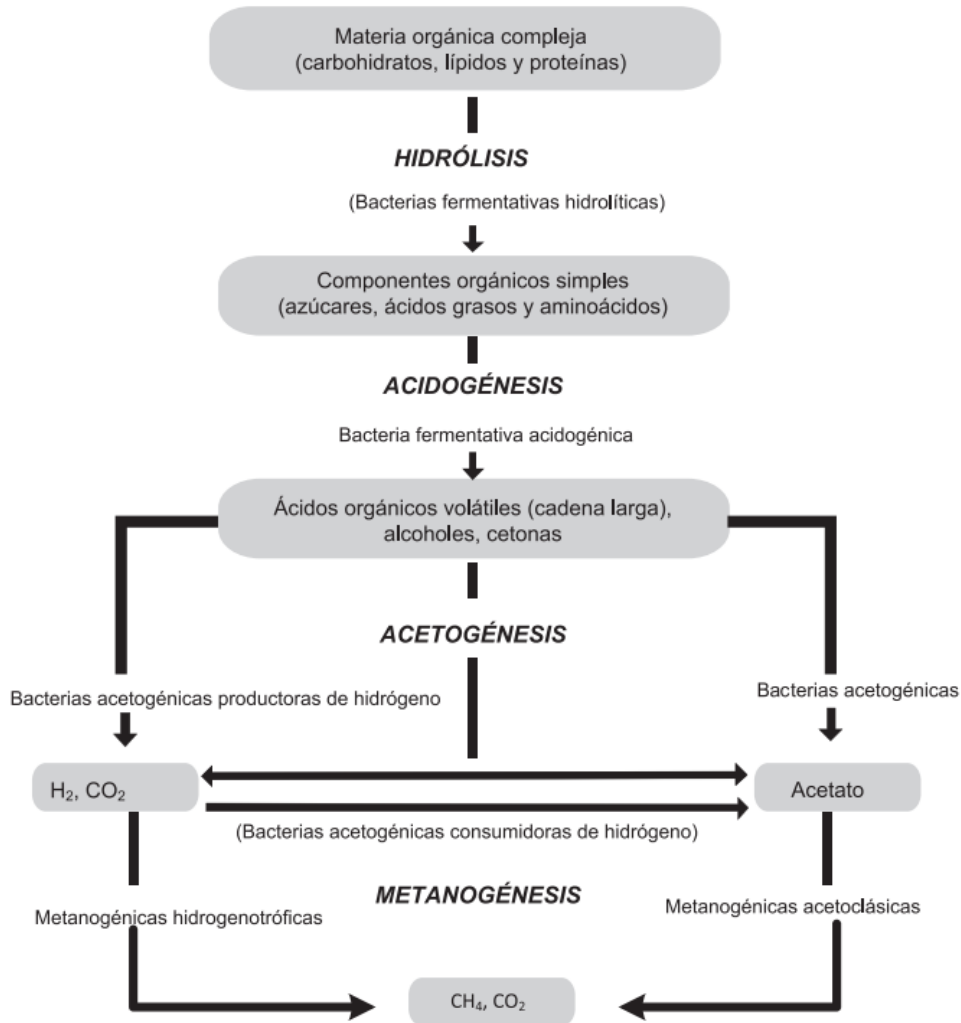 Materia orgánica compleja
(carbohidratos, lípidos y proteínas)
HIDRÓLISIS
(Bacterias fermentativas hidrolíticas)
Componentes orgánicos simples
(azúcares, ácidos grasos y aminoácidos)
ACIDOGÉNESIS
Bacteria fermentativa acidogénica
Ácidos orgánicos volátiles (cadena larga),
alcoholes, cetonas
ACETOGÉNESIS
Bacterias acetogénicas productoras de hidrógeno
Bacterias acetogénicas
H₂, CO₂
Acetato
(Bacterias acetogénicas consumidoras de hidrógeno)
METANOGÉNESIS
Metanogénicas hidrogenotróficas
Metanogénicas acetoclásicas
CH₄, CO₂